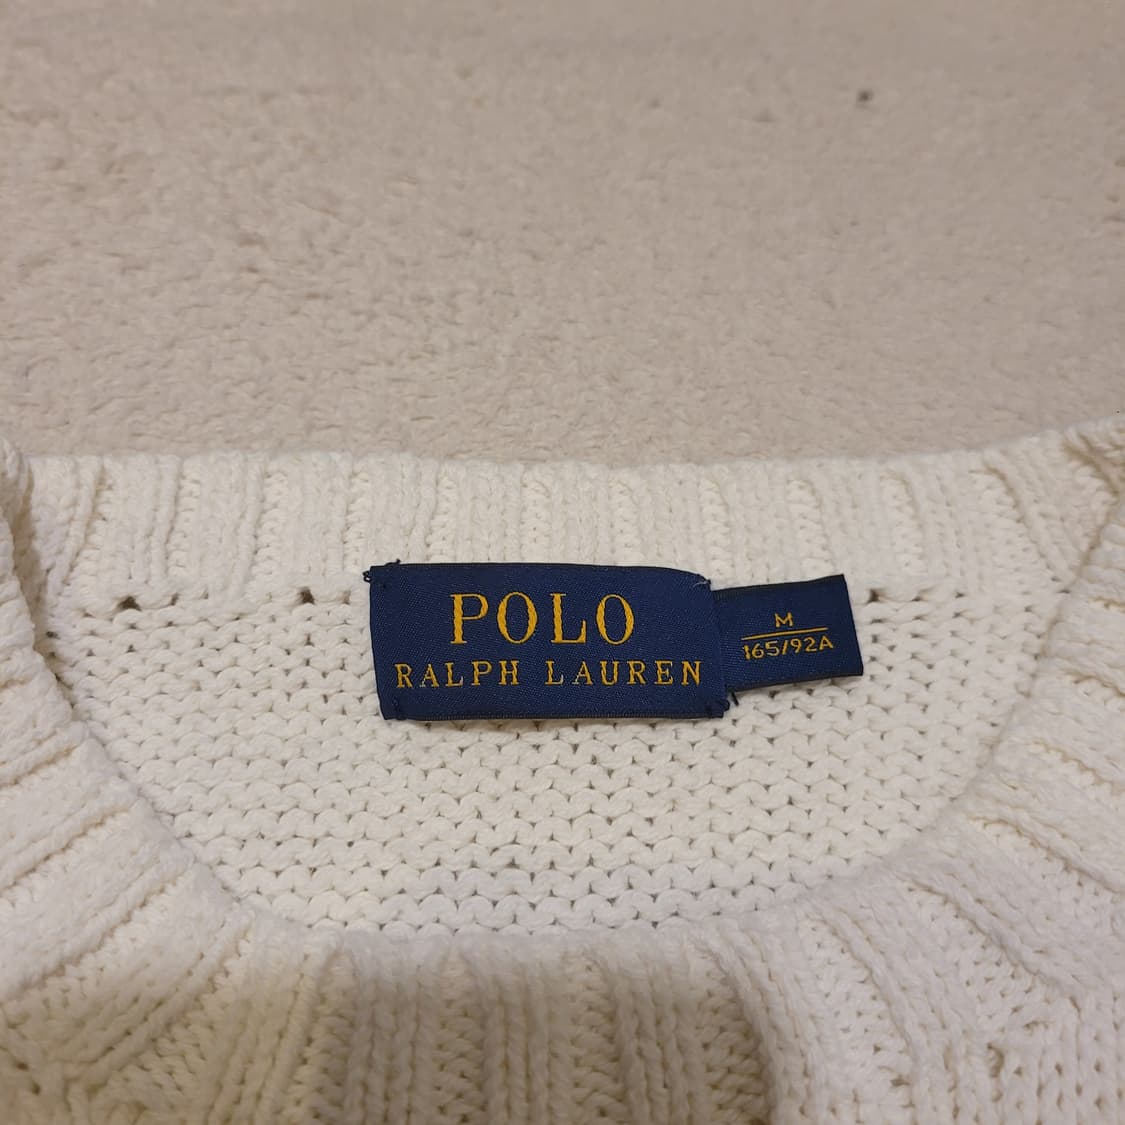 POLO
RALPH LAUREN
M
165/92A